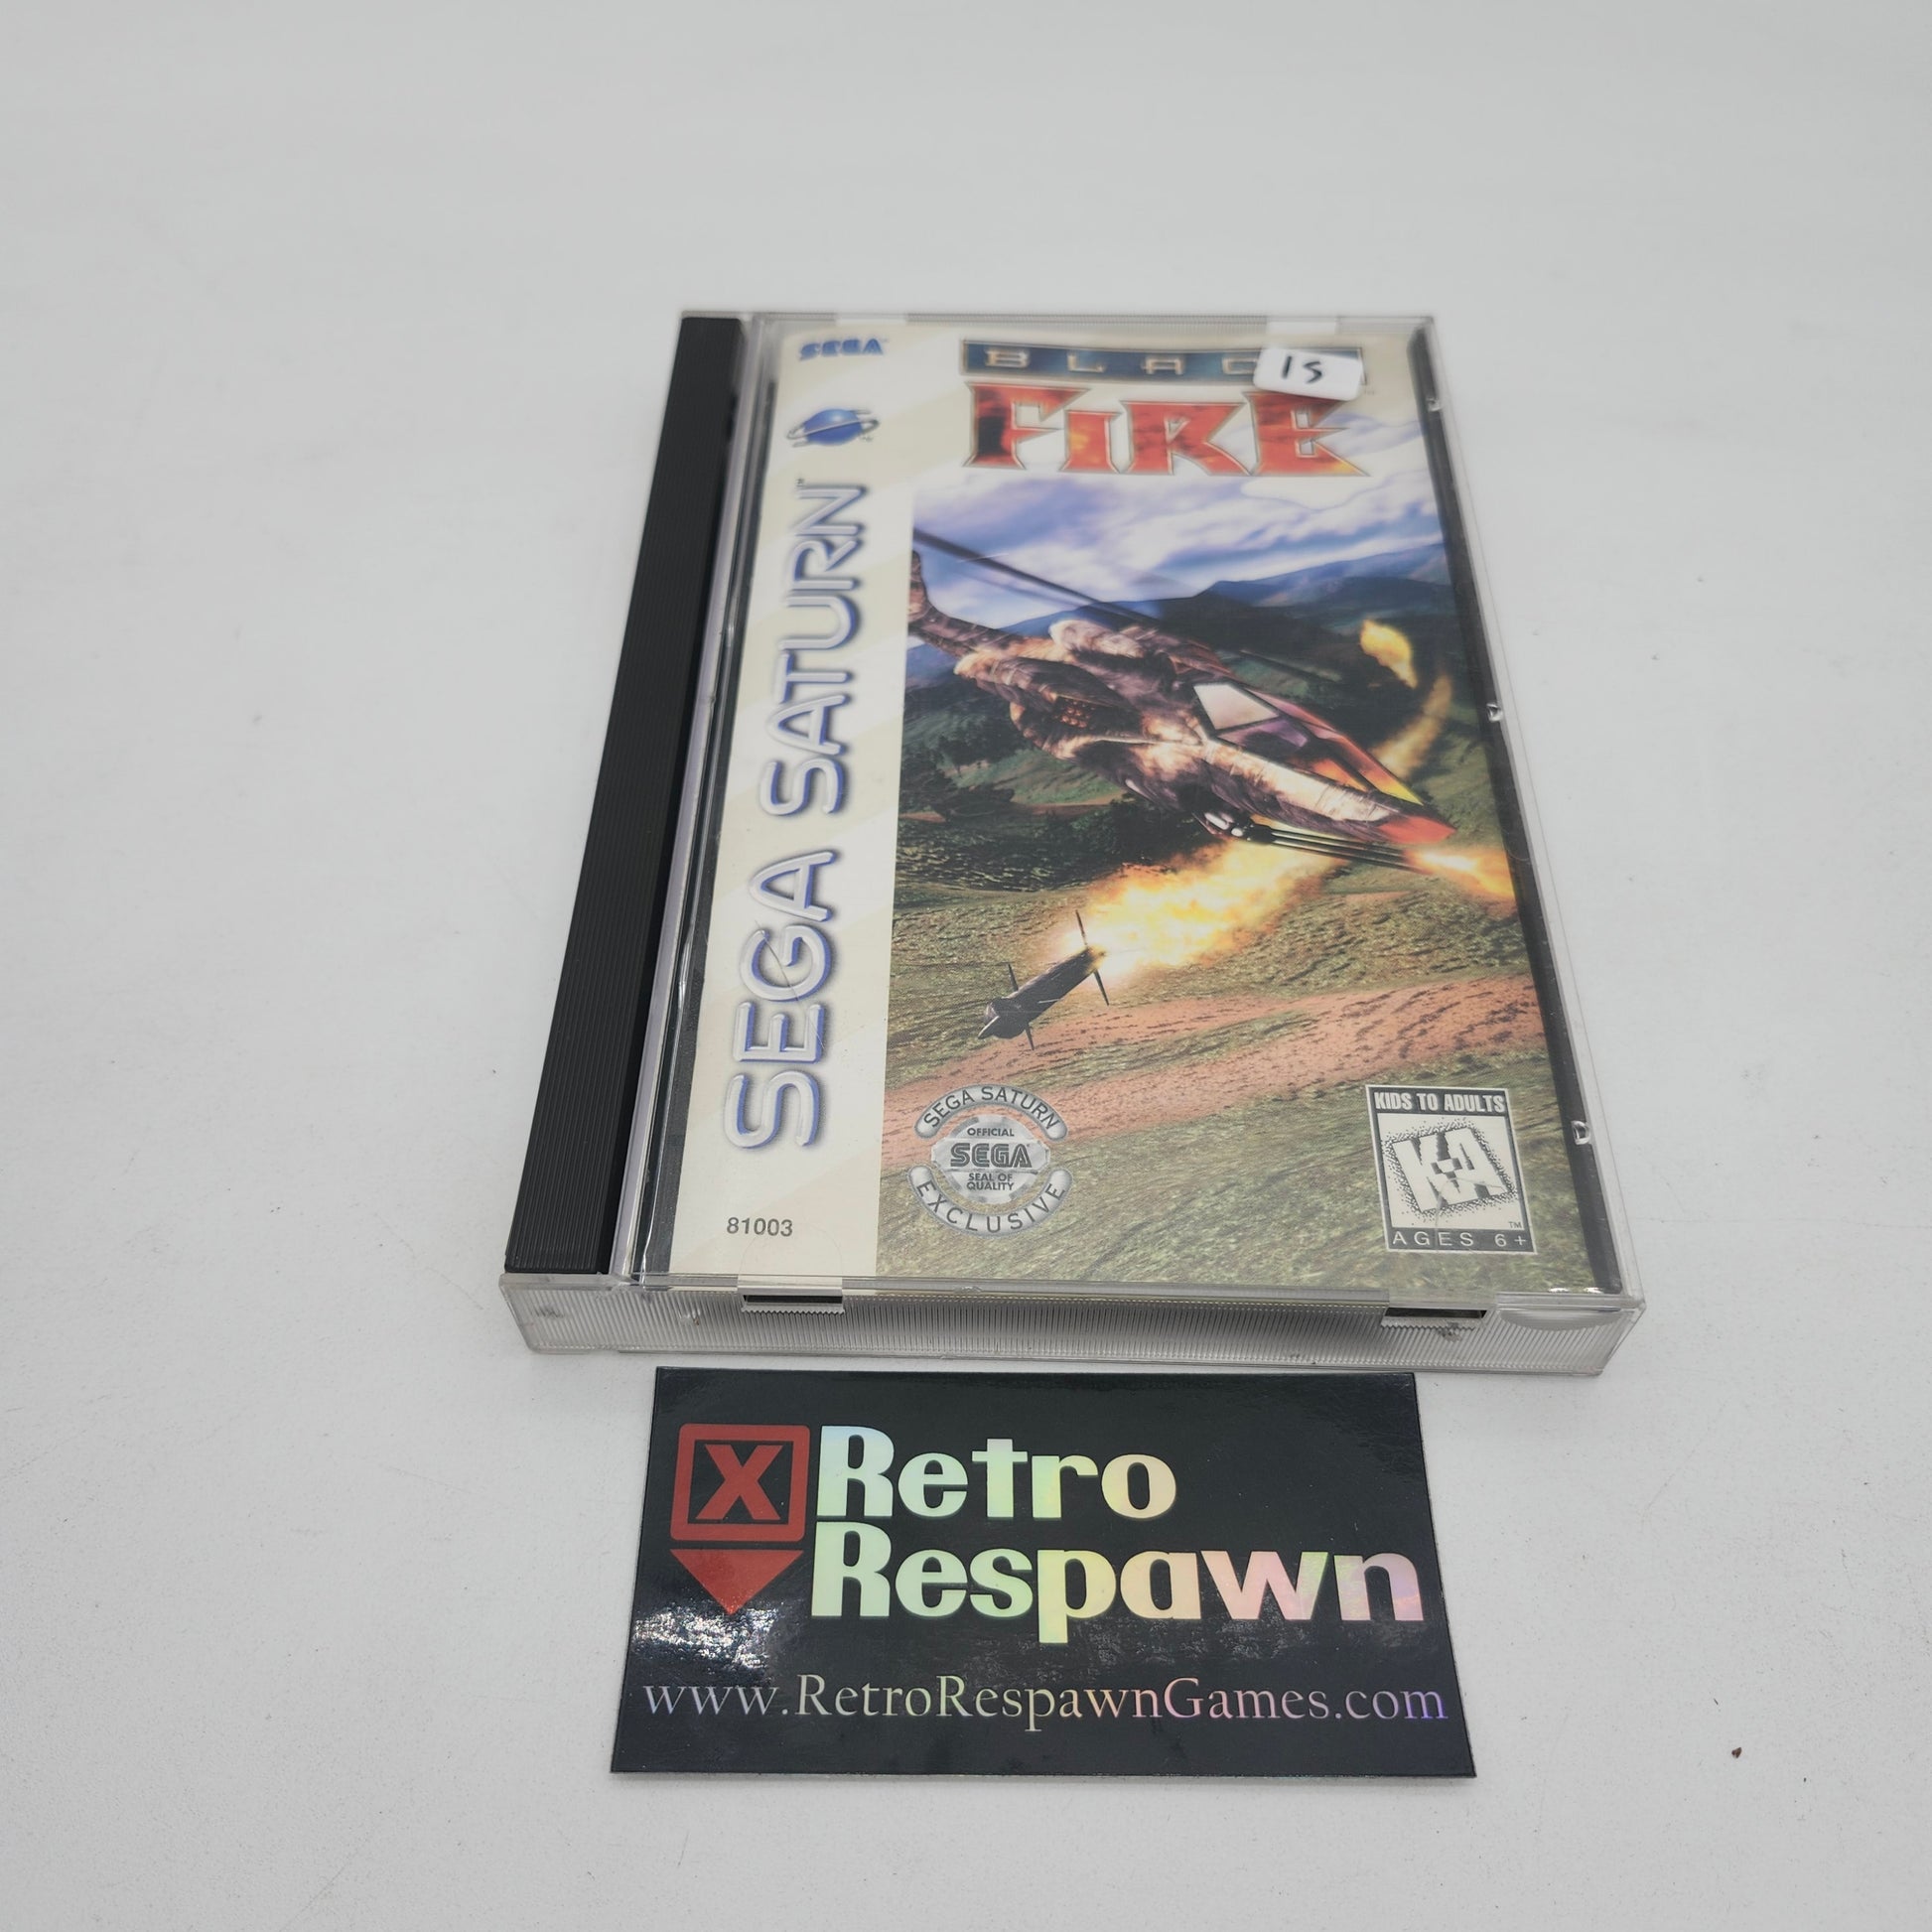 SEGA
BLAC
15
FIRE
SEGA SATURN
SEGA SATURN
OFFICIAL
SEGA
SEAL OF
QUALITY
EXCLUSIVE
KIDS TO ADULTS
K-A
AGES 6+
81003
X Retro
Respawn
www.RetroRespawnGames.com